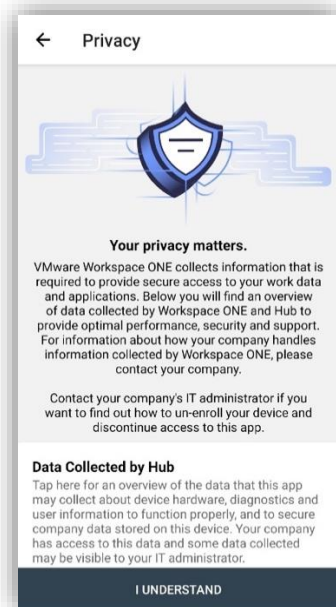 Privacy
Your privacy matters.
VMware Workspace ONE collects information that is
required to provide secure access to your work data
and applications. Below you will find an overview
of data collected by Workspace ONE and Hub to
provide optimal performance, security and support.
For information about how your company handles
information collected by Workspace ONE, please
contact your company.
Contact your company's IT administrator if you
want to find out how to un-enroll your device and
discontinue access to this app.
Data Collected by Hub
Tap here for an overview of the data that this app
may collect about device hardware, diagnostics and
user information to function properly, and to secure
company data stored on this device. Your company
has access to this data and some data collected
may be visible to your IT administrator.
I UNDERSTAND